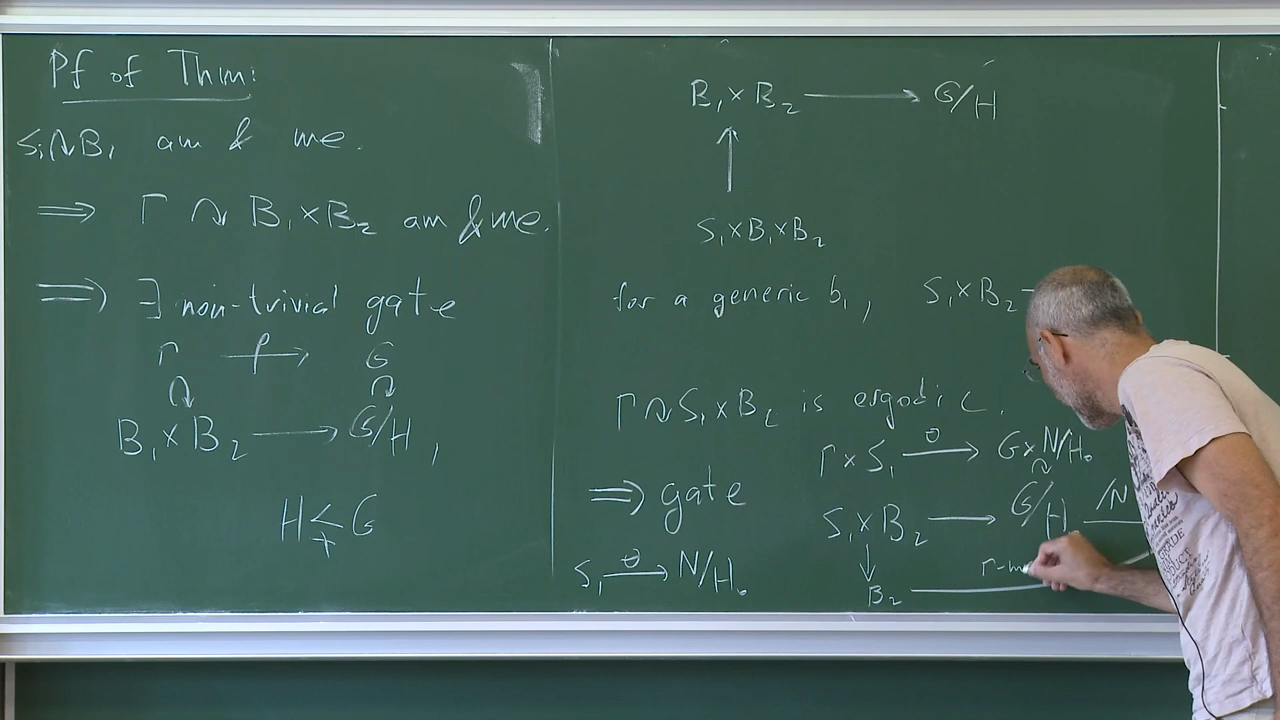 Pf of Thm:
S₁ ↷ B₁ am & me.
⟹ Γ ↷ B₁ × B₂ am & me.
⟹ ∃ non-trivial gate
Γ —ρ→ G
B₁ × B₂ ⟶ G/H ,
H ≨ G
B₁ × B₂ ⟶ G/H
↑
S₁ × B₁ × B₂
for a generic b₁ , S₁ × B₂ –
Γ ↷ S₁ × B₂ is ergodic.
Γ × S₁ —θ→ G × N/H₀
⟹ gate
S₁ × B₂ ⟶ G/H —/N
↓
S₁ —θ→ N/H₀
B₂ — Γ-m